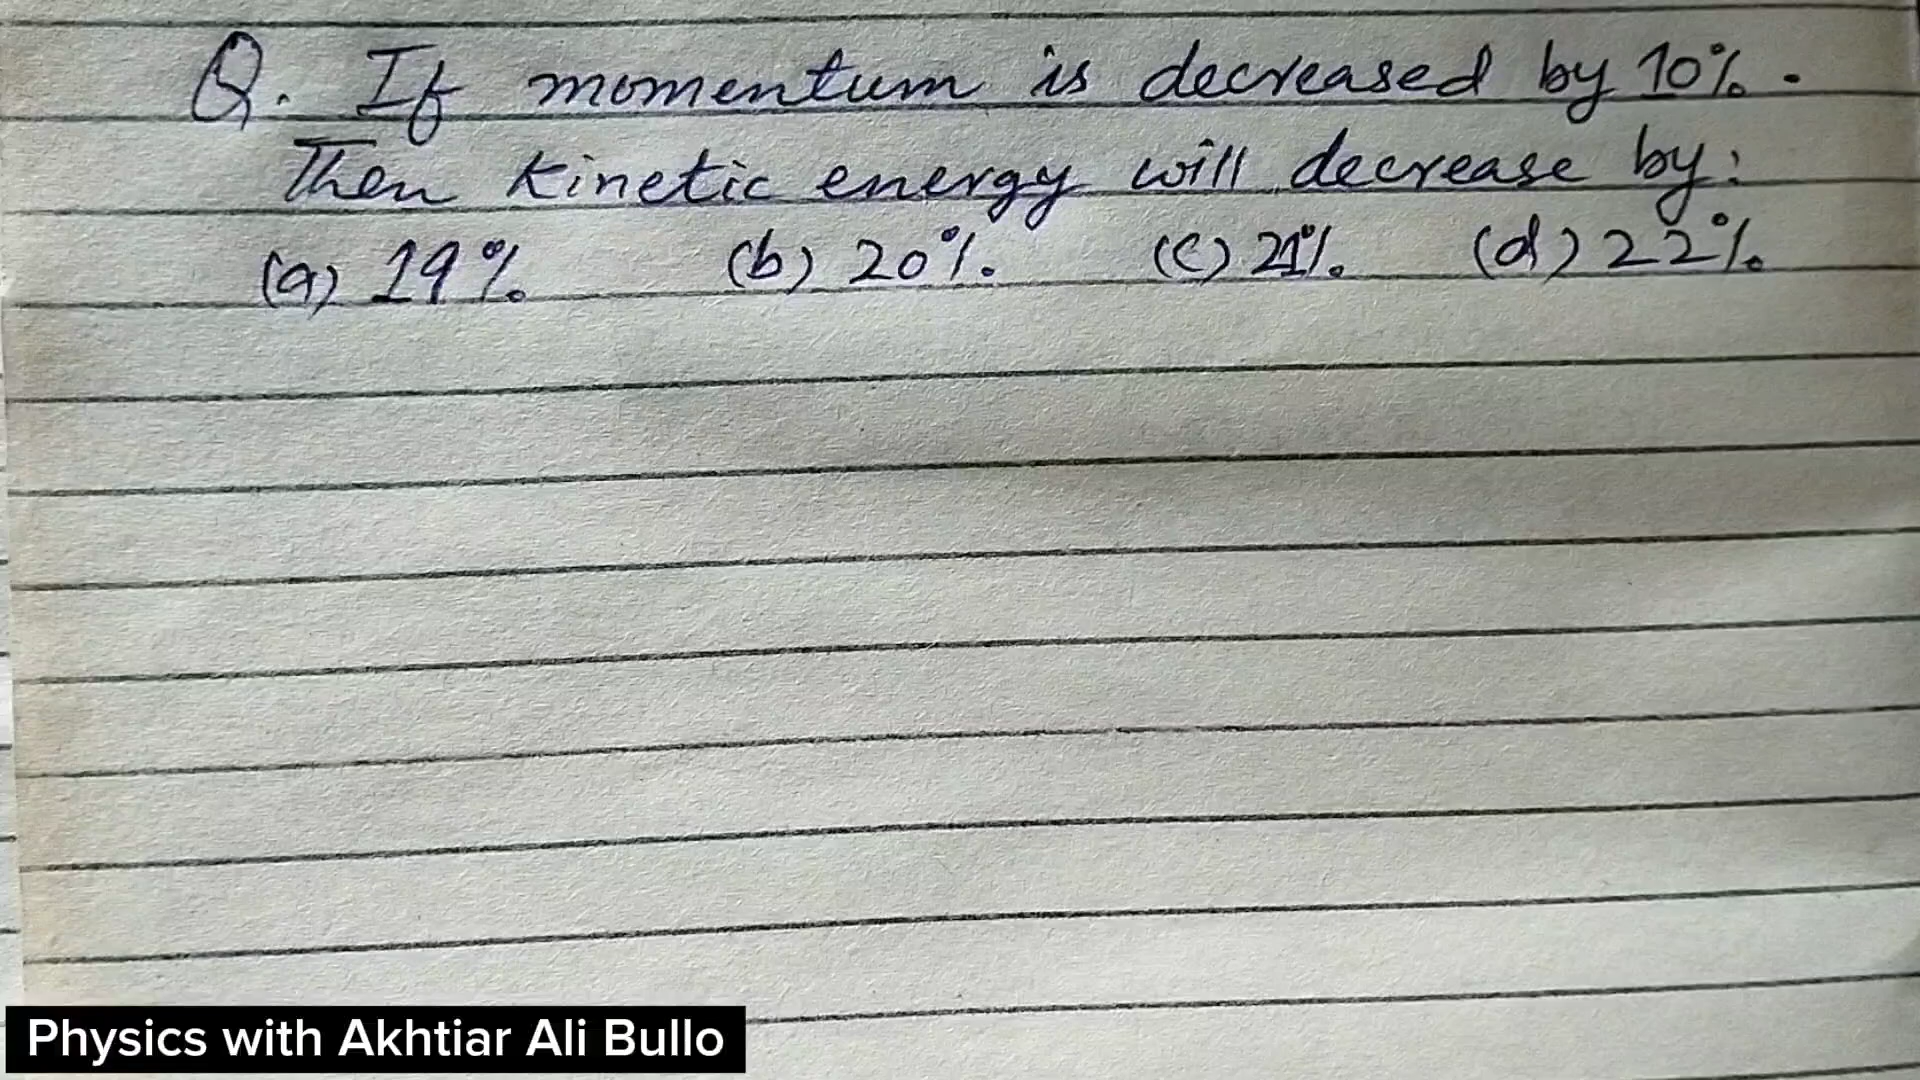 Q. If momentum is decreased by 10%.
Then kinetic energy will decrease by:
(a) 19% (b) 20%. (c) 21%. (d) 22%.
Physics with Akhtiar Ali Bullo